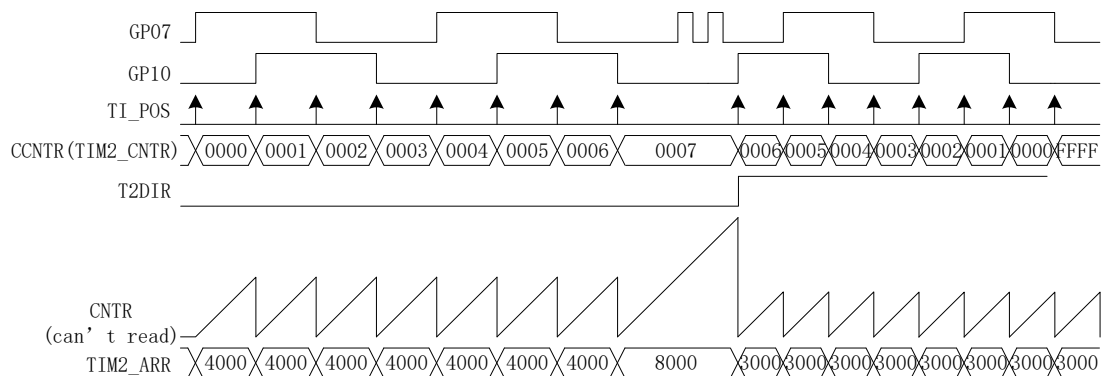 GP07
GP10
TI_POS
CCNTR(TIM2_CNTR) 0000 0001 0002 0003 0004 0005 0006 0007 0006 0005 0004 0003 0002 0001 0000 FFFF
T2DIR
CNTR
(can't read)
TIM2_ARR 4000 4000 4000 4000 4000 4000 4000 8000 3000 3000 3000 3000 3000 3000 3000 3000